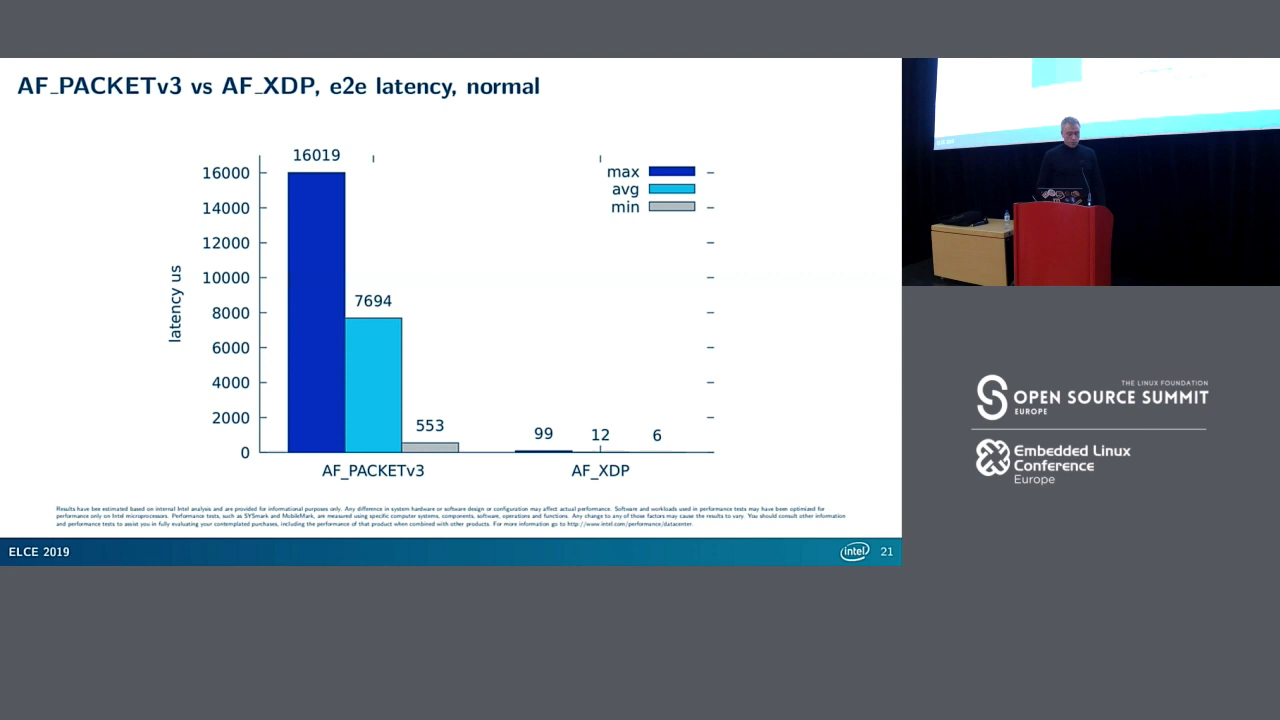 AF_PACKETv3 vs AF_XDP, e2e latency, normal
16019
16000
14000
12000
10000
8000
6000
4000
2000
0
latency us
7694
553
99
12
6
max
avg
min
AF_PACKETv3
AF_XDP
Results have bee estimated based on internal Intel analysis and are provided for informational purposes only. Any difference in system hardware or software design or configuration may affect actual performance. Software and workloads used in performance tests may have been optimized for
performance only on Intel microprocessors. Performance tests, such as SYSmark and MobileMark, are measured using specific computer systems, components, software, operations and functions. Any change to any of those factors may cause the results to vary. You should consult other information
and performance tests to assist you in fully evaluating your contemplated purchases, including the performance of that product when combined with other products. For more information go to http://www.intel.com/performance/datacenter.
ELCE 2019
intel
21
THE LINUX FOUNDATION
OPEN SOURCE SUMMIT
EUROPE
Embedded Linux
Conference
Europe